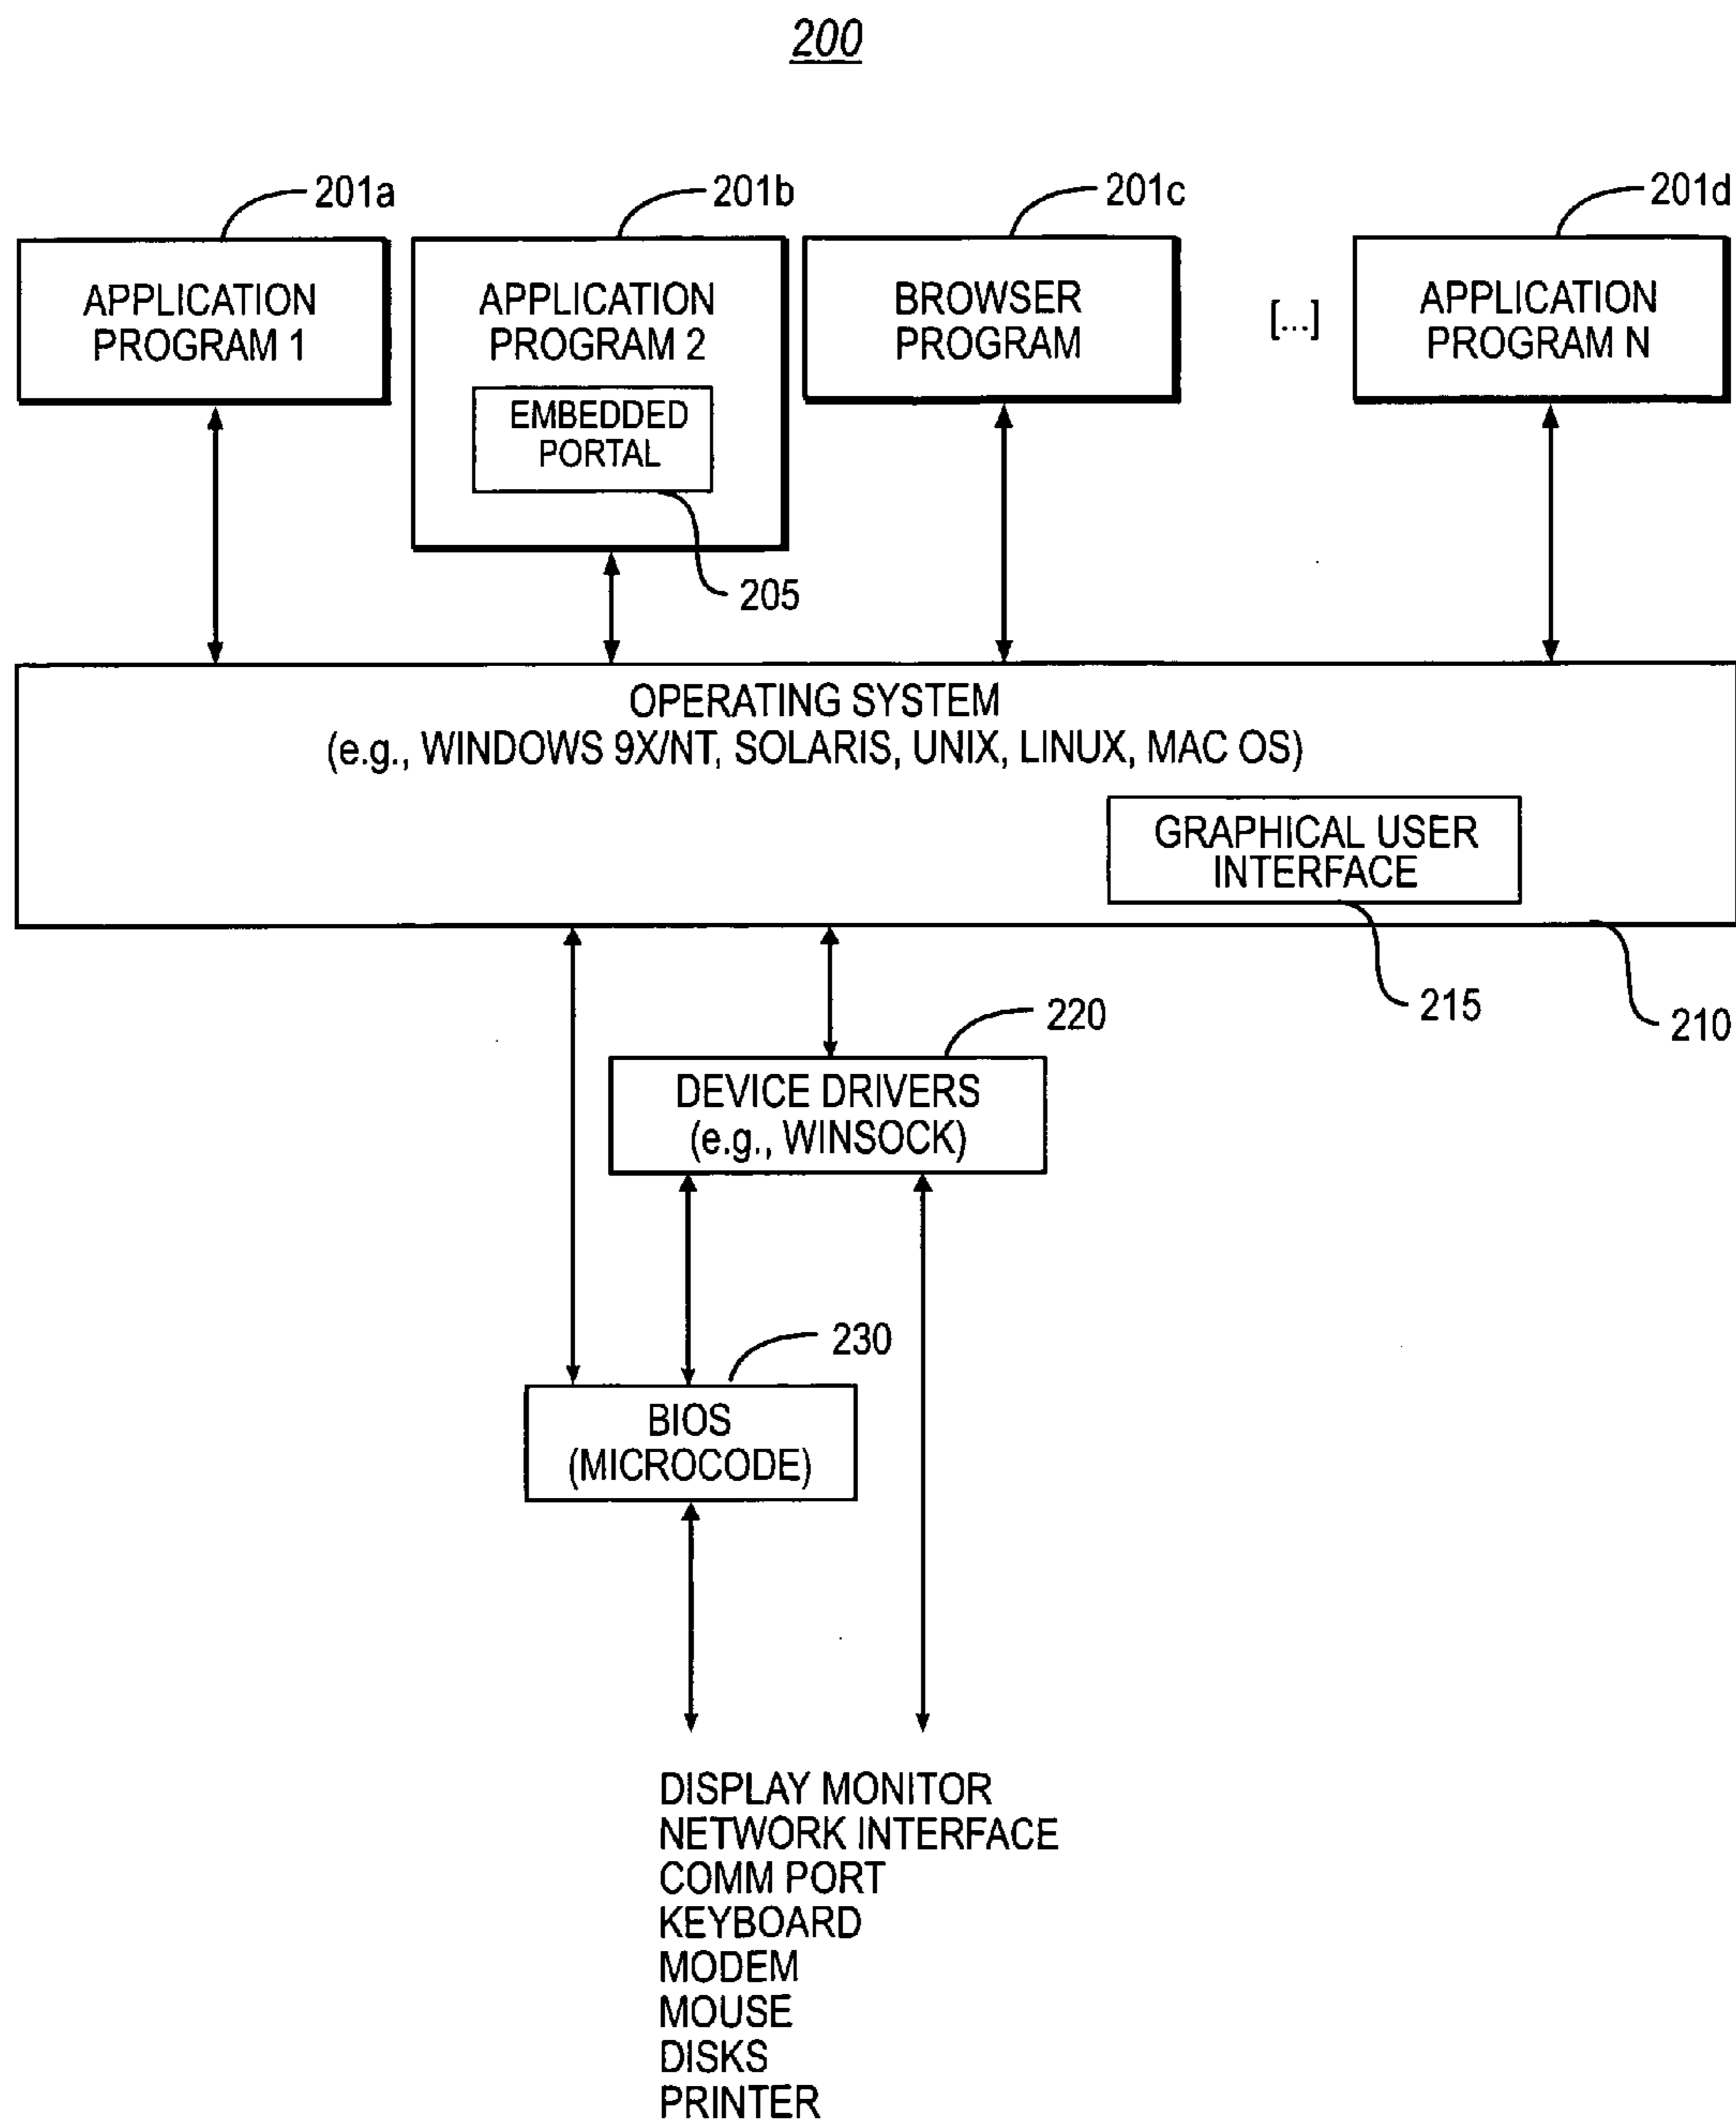 200
201a
201b
201c
201d
APPLICATION
PROGRAM 1
APPLICATION
PROGRAM 2
EMBEDDED
PORTAL
BROWSER
PROGRAM
[...]
APPLICATION
PROGRAM N
205
OPERATING SYSTEM
(e.g., WINDOWS 9X/NT, SOLARIS, UNIX, LINUX, MAC OS)
GRAPHICAL USER
INTERFACE
215
210
220
DEVICE DRIVERS
(e.g., WINSOCK)
230
BIOS
(MICROCODE)
DISPLAY MONITOR
NETWORK INTERFACE
COMM PORT
KEYBOARD
MODEM
MOUSE
DISKS
PRINTER